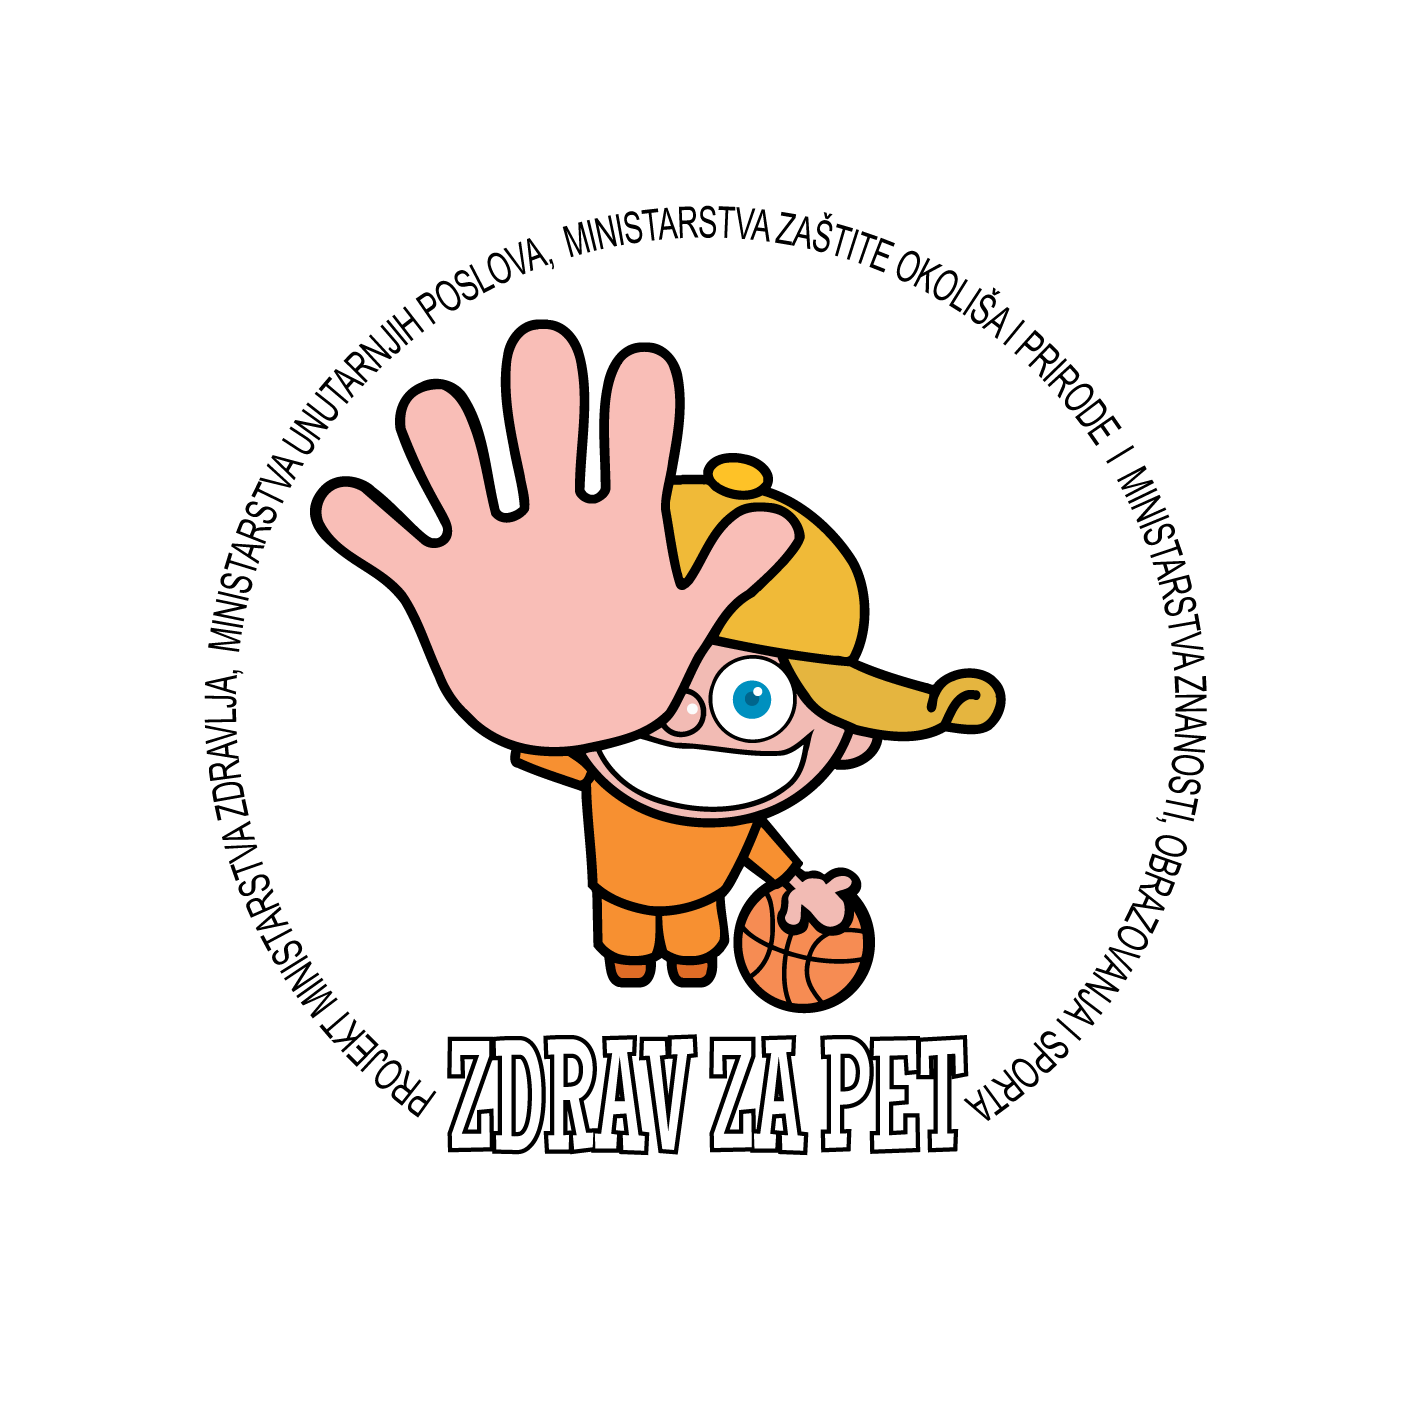 PROJEKT MINISTARSTVA ZDRAVLJA, MINISTARSTVA UNUTARNJIH POSLOVA, MINISTARSTVA ZAŠTITE OKOLIŠA I PRIRODE I MINISTARSTVA ZNANOSTI, OBRAZOVANJA I SPORTA
ZDRAV ZA PET